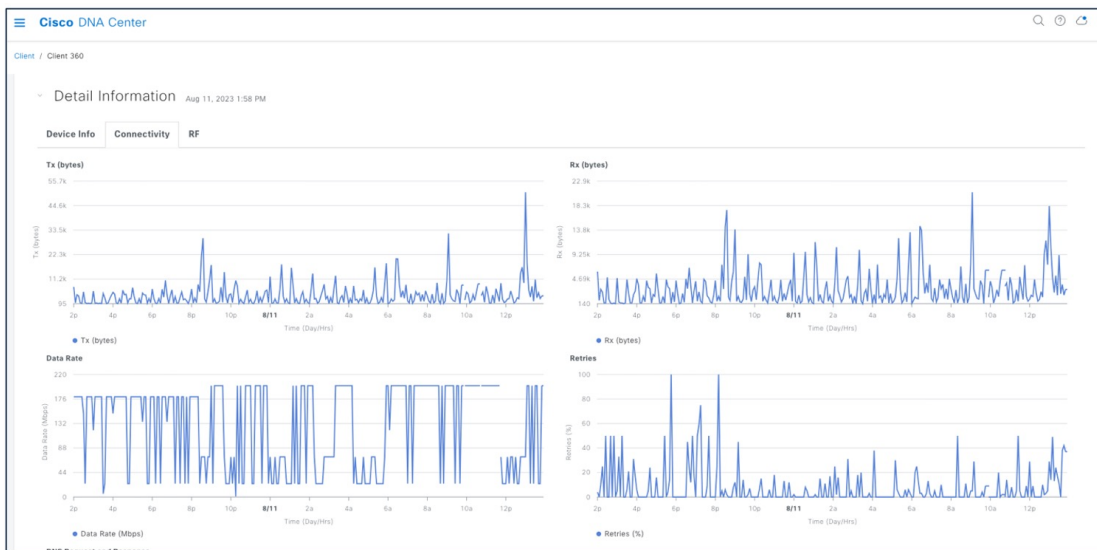 Cisco DNA Center
Client / Client 360
Detail Information Aug 11, 2023 1:58 PM
Device Info Connectivity RF
Tx (bytes)
55.7k
44.6k
33.5k
22.3k
11.2k
95
Tx (bytes)
2p 4p 6p 8p 10p 8/11 2a 4a 6a 8a 10a 12p
Time (Day/Hrs)
Tx (bytes)
Rx (bytes)
22.9k
18.3k
13.8k
9.25k
4.69k
140
Rx (bytes)
2p 4p 6p 8p 10p 8/11 2a 4a 6a 8a 10a 12p
Time (Day/Hrs)
Rx (bytes)
Data Rate
220
176
132
88
44
0
Data Rate (Mbps)
2p 4p 6p 8p 10p 8/11 2a 4a 6a 8a 10a 12p
Time (Day/Hrs)
Data Rate (Mbps)
Retries
100
80
60
40
20
0
Retries (%)
2p 4p 6p 8p 10p 8/11 2a 4a 6a 8a 10a 12p
Time (Day/Hrs)
Retries (%)